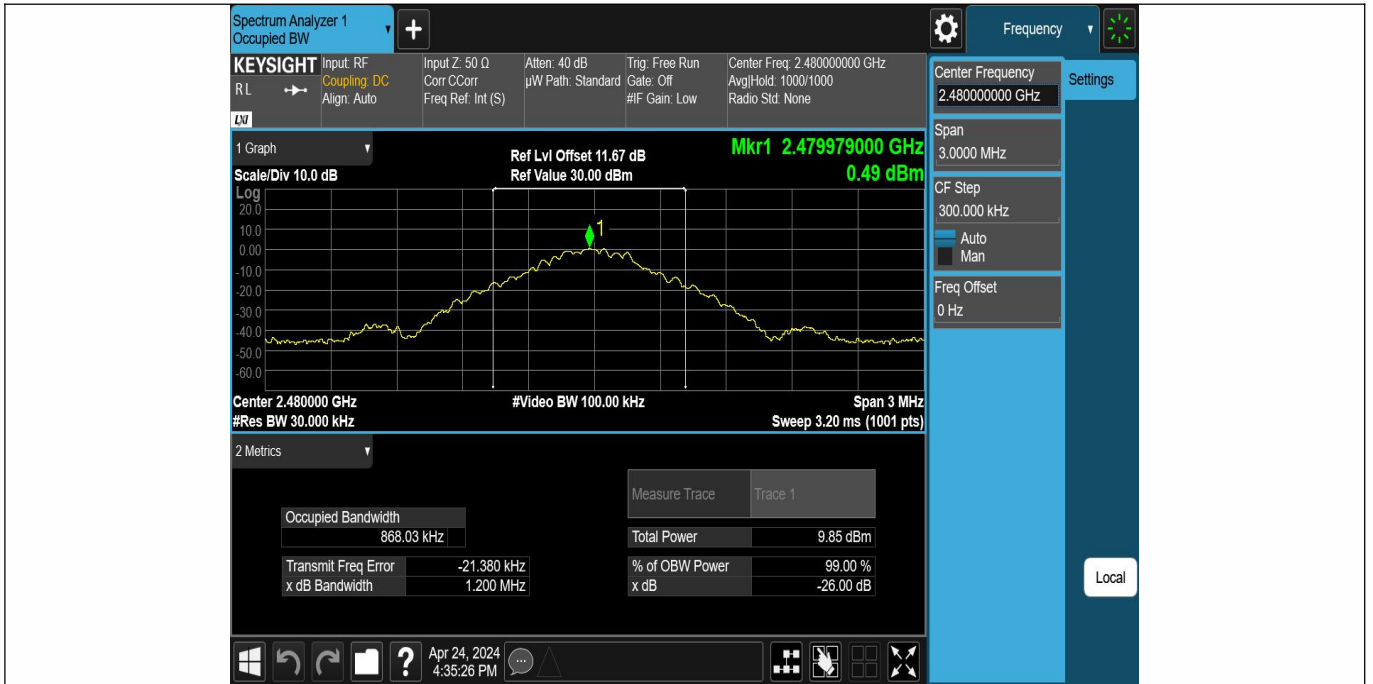 Spectrum Analyzer 1
Occupied BW
+
Frequency
KEYSIGHT
RL
LXI
Input: RF
Coupling: DC
Align: Auto
Input Z: 50 Ω
Corr CCorr
Freq Ref: Int (S)
Atten: 40 dB
µW Path: Standard
Trig: Free Run
Gate: Off
#IF Gain: Low
Center Freq: 2.480000000 GHz
Avg|Hold: 1000/1000
Radio Std: None
Center Frequency
2.480000000 GHz
Settings
Span
3.0000 MHz
CF Step
300.000 kHz
Auto
Man
Freq Offset
0 Hz
Local
1 Graph
Scale/Div 10.0 dB
Ref Lvl Offset 11.67 dB
Ref Value 30.00 dBm
Mkr1 2.479979000 GHz
0.49 dBm
Log
20.0
10.0
0.00
-10.0
-20.0
-30.0
-40.0
-50.0
-60.0
1
Center 2.480000 GHz
#Video BW 100.00 kHz
Span 3 MHz
#Res BW 30.000 kHz
Sweep 3.20 ms (1001 pts)
2 Metrics
Measure Trace Trace 1
Occupied Bandwidth
868.03 kHz
Total Power 9.85 dBm
Transmit Freq Error -21.380 kHz
% of OBW Power 99.00 %
x dB Bandwidth 1.200 MHz
x dB -26.00 dB
?
Apr 24, 2024
4:35:26 PM